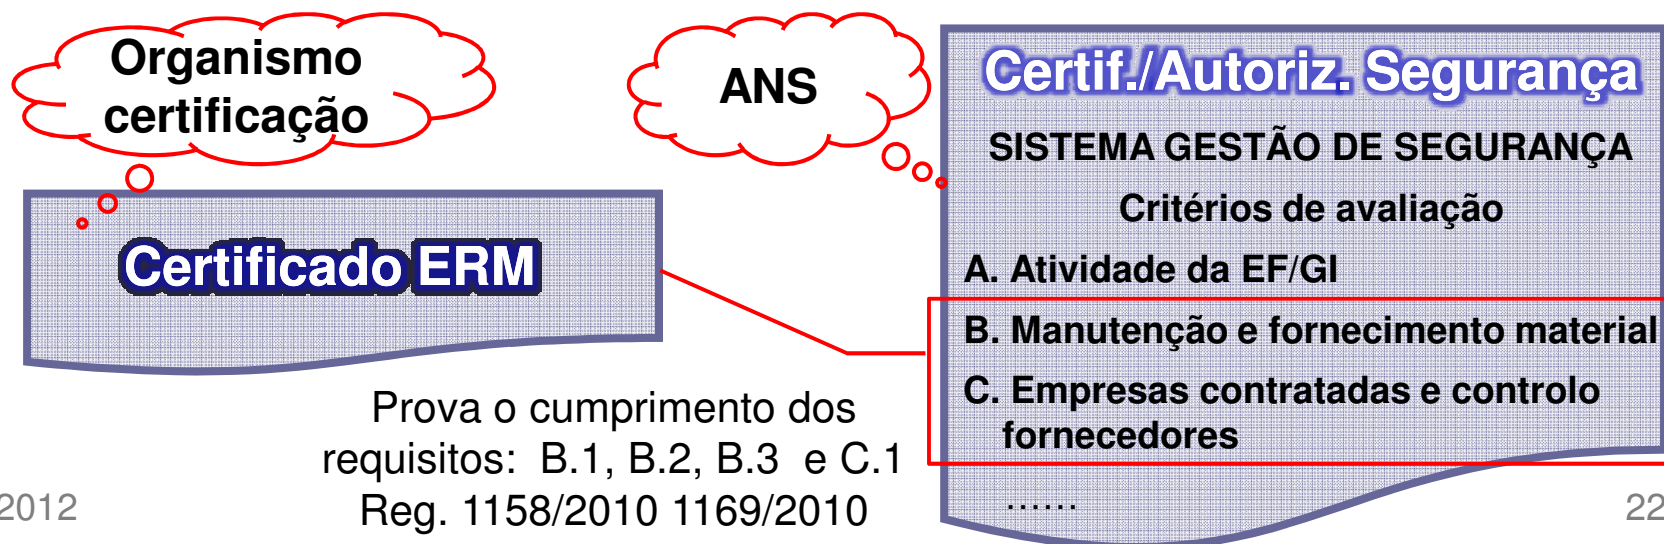 Organismo
certificação
ANS
Certificado ERM
Prova o cumprimento dos
requisitos: B.1, B.2, B.3 e C.1
Reg. 1158/2010 1169/2010
Certif./Autoriz. Segurança
SISTEMA GESTÃO DE SEGURANÇA
Critérios de avaliação
A. Atividade da EF/GI
B. Manutenção e fornecimento material
C. Empresas contratadas e controlo
fornecedores
......
2012
22